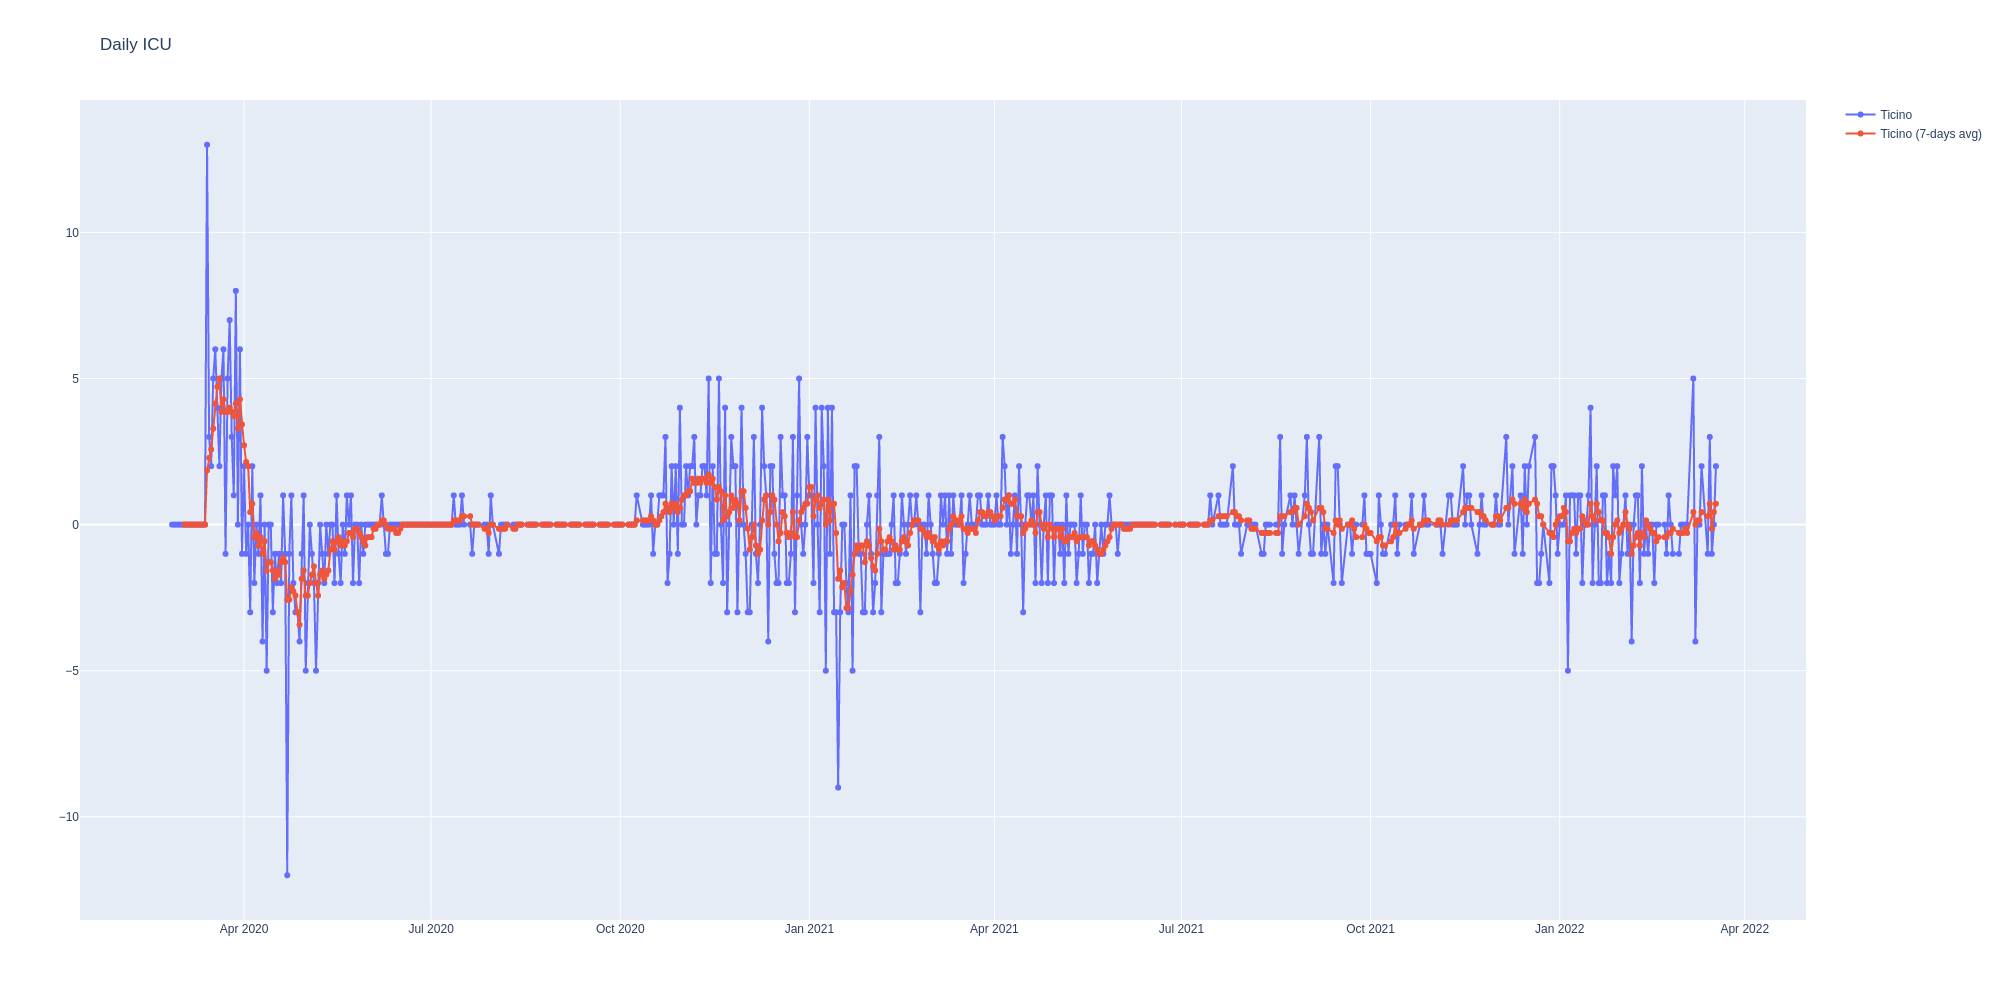 Daily ICU
Ticino
Ticino (7-days avg)
10
5
0
−5
−10
Apr 2020
Jul 2020
Oct 2020
Jan 2021
Apr 2021
Jul 2021
Oct 2021
Jan 2022
Apr 2022